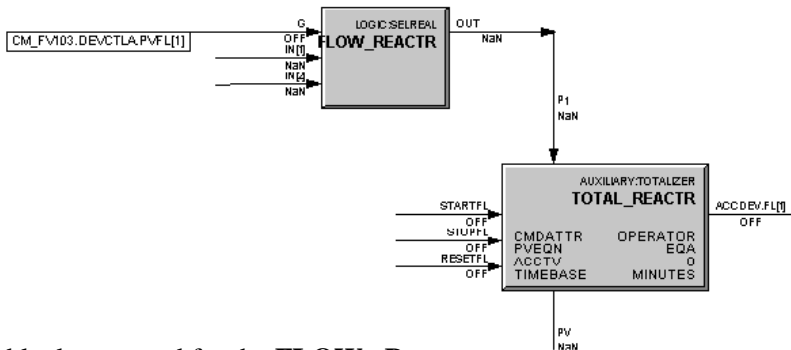 G
LOGIC:SELREAL
OUT
CM_FV103.DEVCTLA.PVFL[1]
OFF
FLOW_REACTR
NaN
IN[1]
NaN
IN[2]
NaN
P1
NaN
AUXILIARY:TOTALIZER
TOTAL_REACTR
STARTFL
ACCDEV.FL[1]
OFF
OFF
STOPFL
OFF
CMDATTR OPERATOR
PVEQN EQA
RESETFL
ACCTV 0
OFF
TIMEBASE MINUTES
PV
NaN